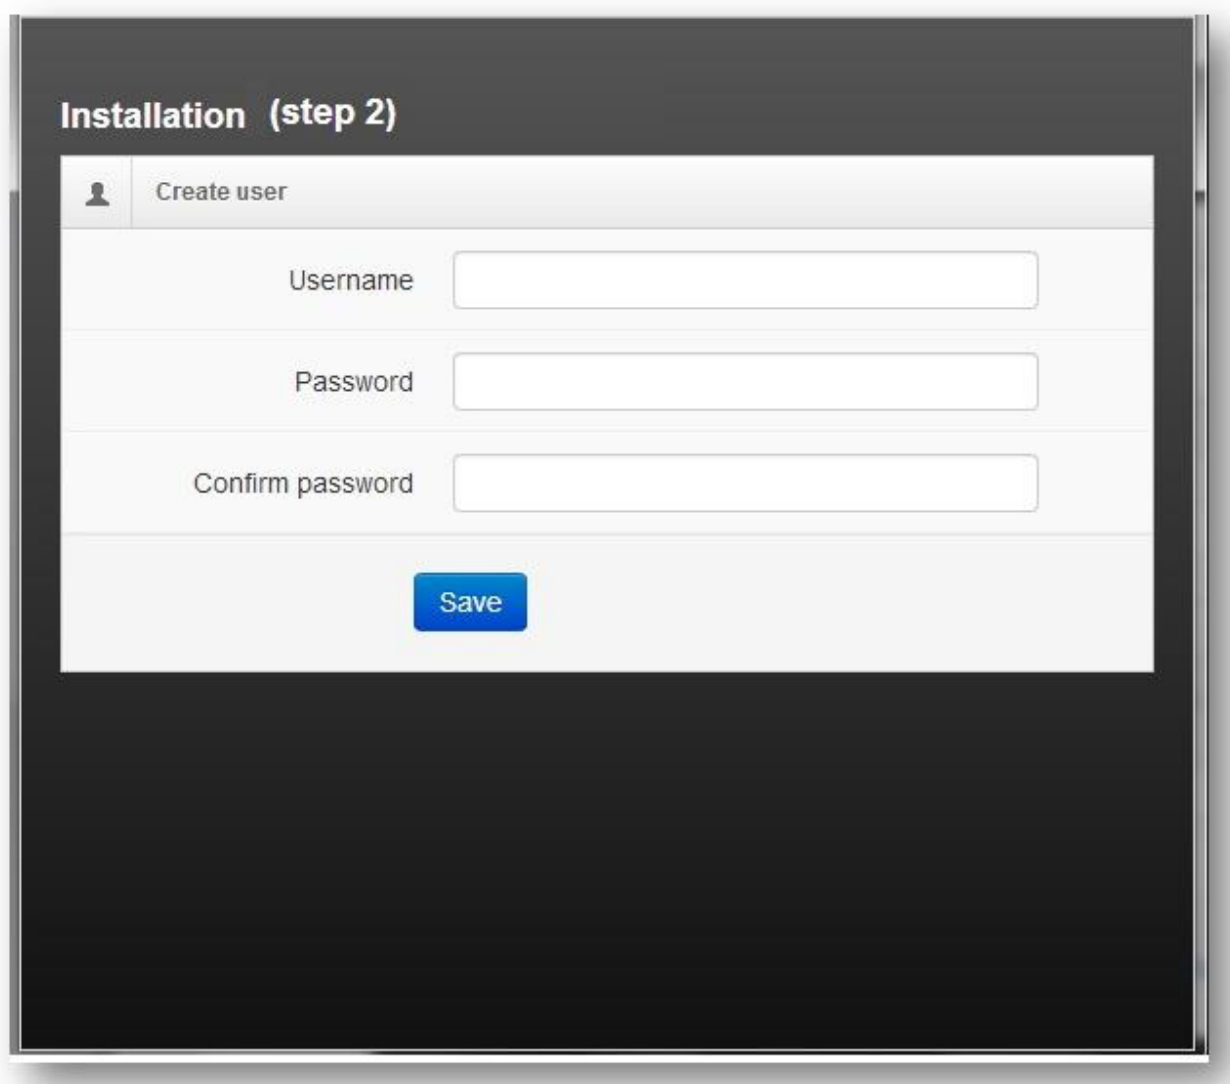 Installation (step 2)
Create user
Username
Password
Confirm password
Save